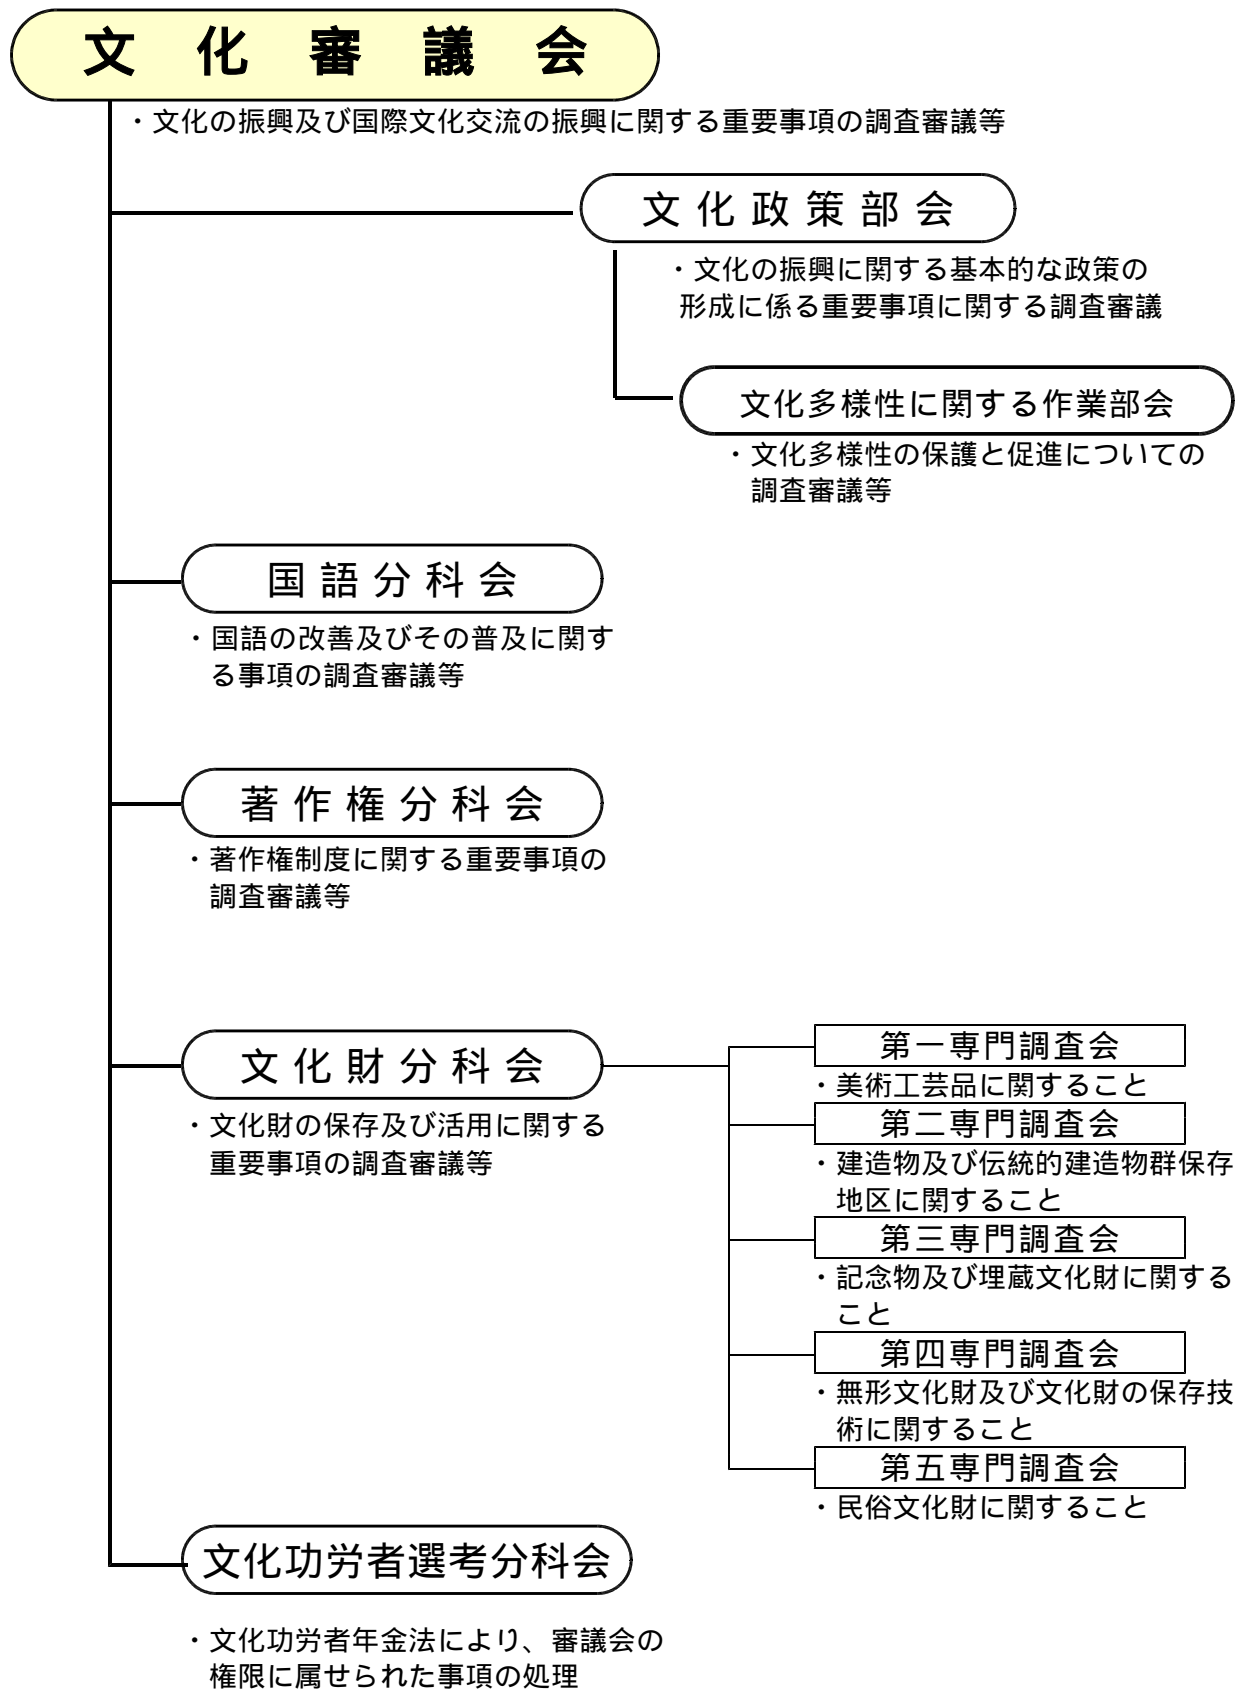 文化審議会
・文化の振興及び国際文化交流の振興に関する重要事項の調査審議等
文化政策部会
・文化の振興に関する基本的な政策の
形成に係る重要事項に関する調査審議
文化多様性に関する作業部会
・文化多様性の保護と促進についての
調査審議等
国語分科会
・国語の改善及びその普及に関す
る事項の調査審議等
著作権分科会
・著作権制度に関する重要事項の
調査審議等
文化財分科会
・文化財の保存及び活用に関する
重要事項の調査審議等
第一専門調査会
・美術工芸品に関すること
第二専門調査会
・建造物及び伝統的建造物群保存
地区に関すること
第三専門調査会
・記念物及び埋蔵文化財に関する
こと
第四専門調査会
・無形文化財及び文化財の保存技
術に関すること
第五専門調査会
・民俗文化財に関すること
文化功労者選考分科会
・文化功労者年金法により、審議会の
権限に属せられた事項の処理